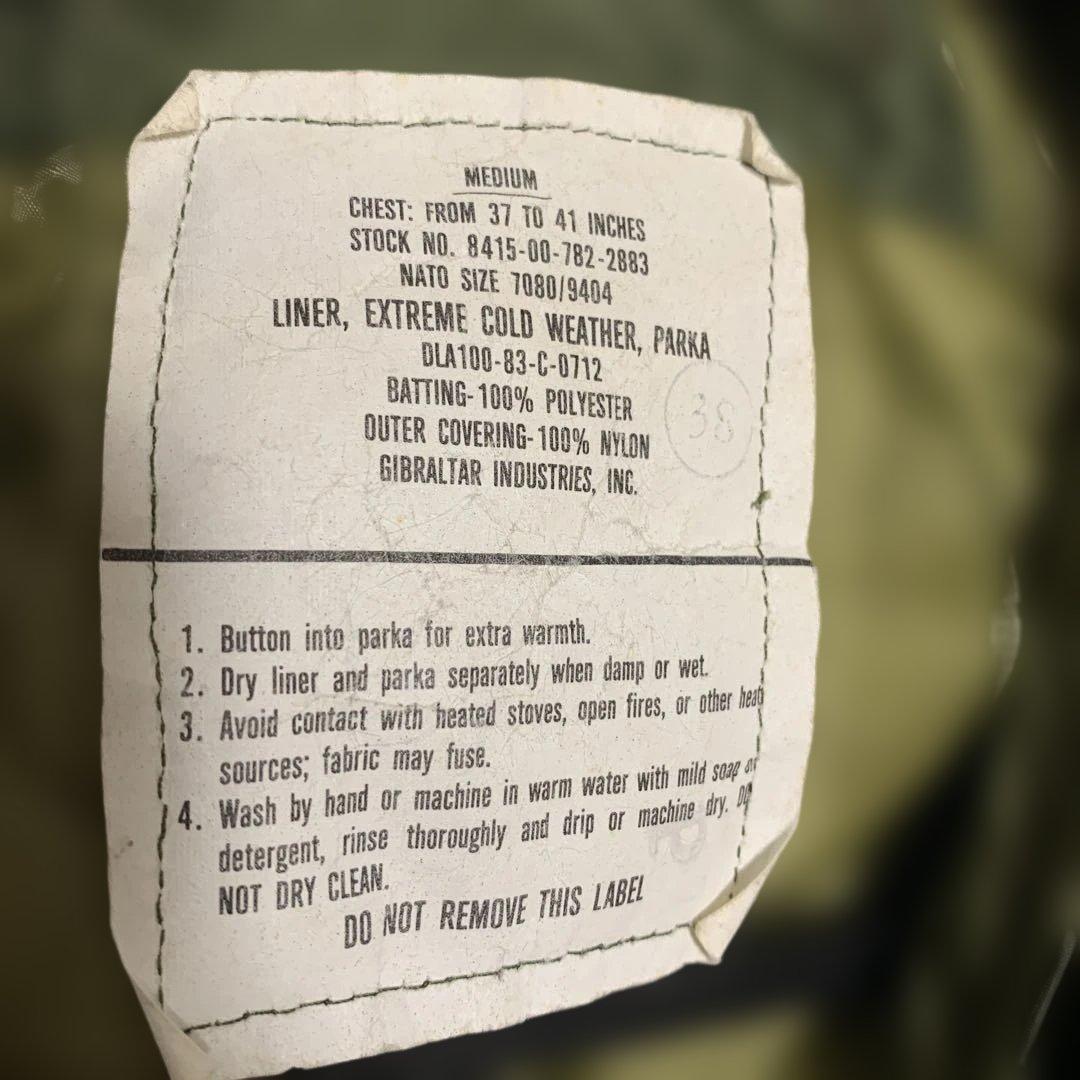 MEDIUM
CHEST: FROM 37 TO 41 INCHES
STOCK NO. 8415-00-782-2883
NATO SIZE 7080/9404
LINER, EXTREME COLD WEATHER, PARKA
DLA100-83-C-0712
BATTING-100% POLYESTER
38
OUTER COVERING-100% NYLON
GIBRALTAR INDUSTRIES, INC.
1. Button into parka for extra warmth.
2. Dry liner and parka separately when damp or wet.
3. Avoid contact with heated stoves, open fires, or other heat
sources; fabric may fuse.
4. Wash by hand or machine in warm water with mild soap or
detergent, rinse thoroughly and drip or machine dry. DO
NOT DRY CLEAN.
DO NOT REMOVE THIS LABEL